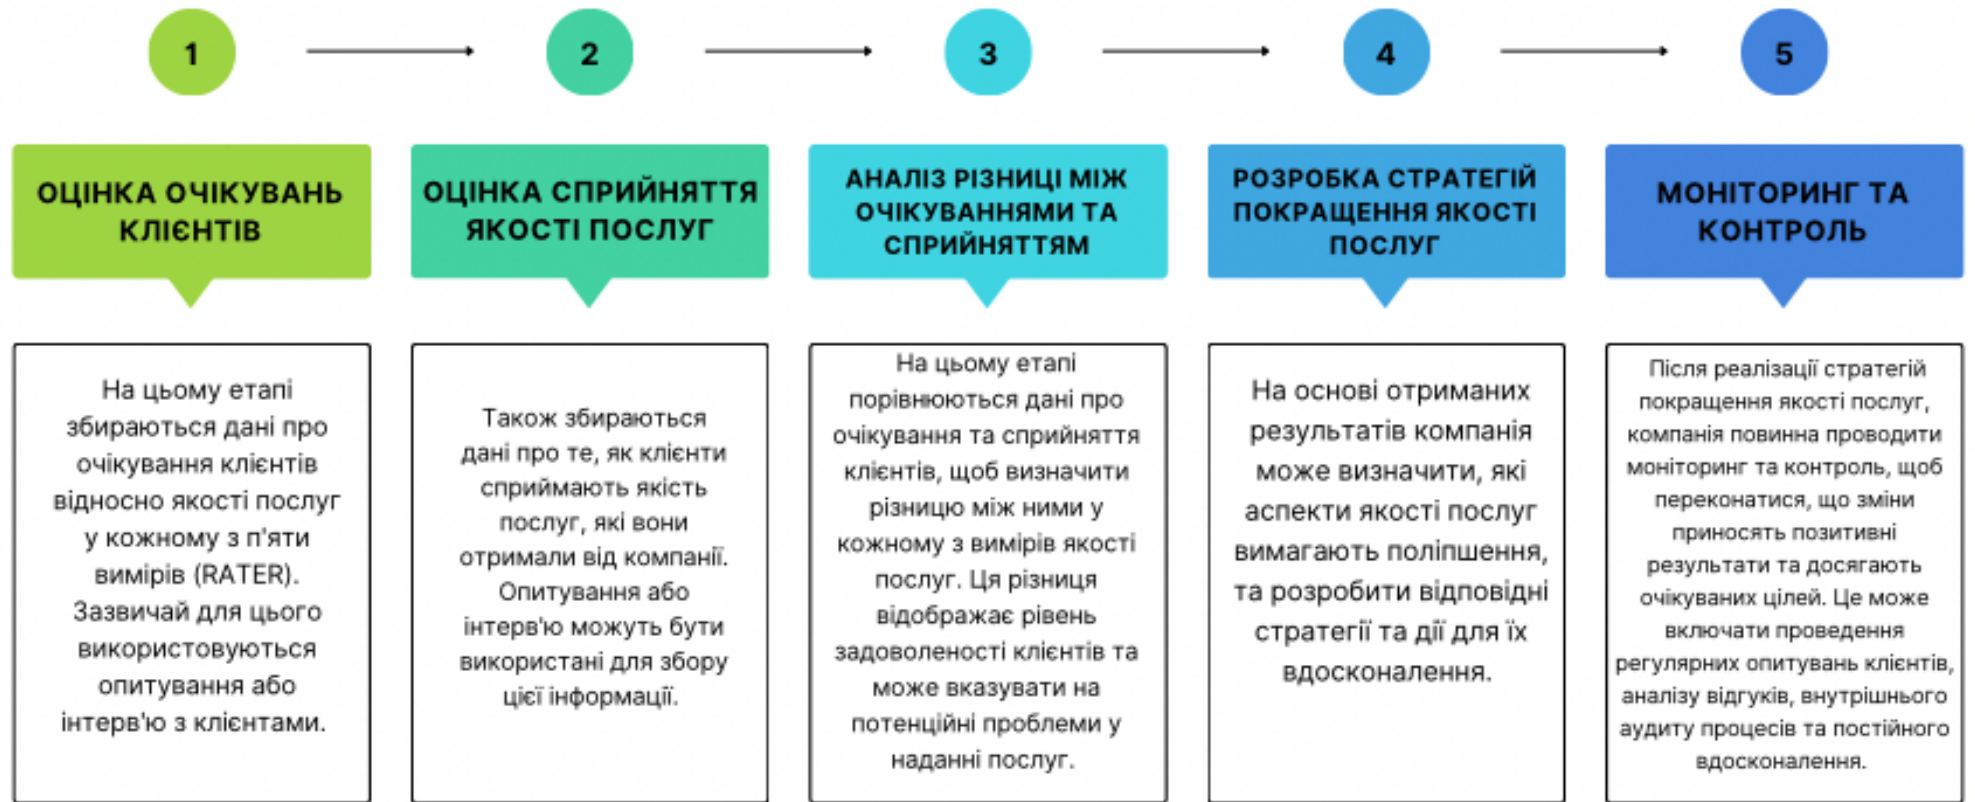 1
2
3
4
5
ОЦІНКА ОЧІКУВАНЬ
КЛІЄНТІВ
ОЦІНКА СПРИЙНЯТТЯ
ЯКОСТІ ПОСЛУГ
АНАЛІЗ РІЗНИЦІ МІЖ
ОЧІКУВАННЯМИ ТА
СПРИЙНЯТТЯМ
РОЗРОБКА СТРАТЕГІЙ
ПОКРАЩЕННЯ ЯКОСТІ
ПОСЛУГ
МОНІТОРИНГ ТА
КОНТРОЛЬ
На цьому етапі
збираються дані про
очікування клієнтів
відносно якості послуг
у кожному з п'яти
вимірів (RATER).
Зазвичай для цього
використовуються
опитування або
інтерв'ю з клієнтами.
Також збираються
дані про те, як клієнти
сприймають якість
послуг, які вони
отримали від компанії.
Опитування або
інтерв'ю можуть бути
використані для збору
цієї інформації.
На цьому етапі
порівнюються дані про
очікування та сприйняття
клієнтів, щоб визначити
різницю між ними у
кожному з вимірів якості
послуг. Ця різниця
відображає рівень
задоволеності клієнтів та
може вказувати на
потенційні проблеми у
наданні послуг.
На основі отриманих
результатів компанія
може визначити, які
аспекти якості послуг
вимагають поліпшення,
та розробити відповідні
стратегії та дії для їх
вдосконалення.
Після реалізації стратегій
покращення якості послуг,
компанія повинна проводити
моніторинг та контроль, щоб
переконатися, що зміни
приносять позитивні
результати та досягають
очікуваних цілей. Це може
включати проведення
регулярних опитувань клієнтів,
аналізу відгуків, внутрішнього
аудиту процесів та постійного
вдосконалення.